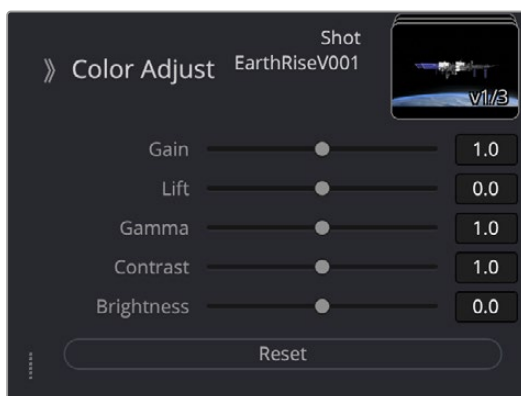 Shot
Color Adjust EarthRiseV001
v1/3
Gain 1.0
Lift 0.0
Gamma 1.0
Contrast 1.0
Brightness 0.0
Reset